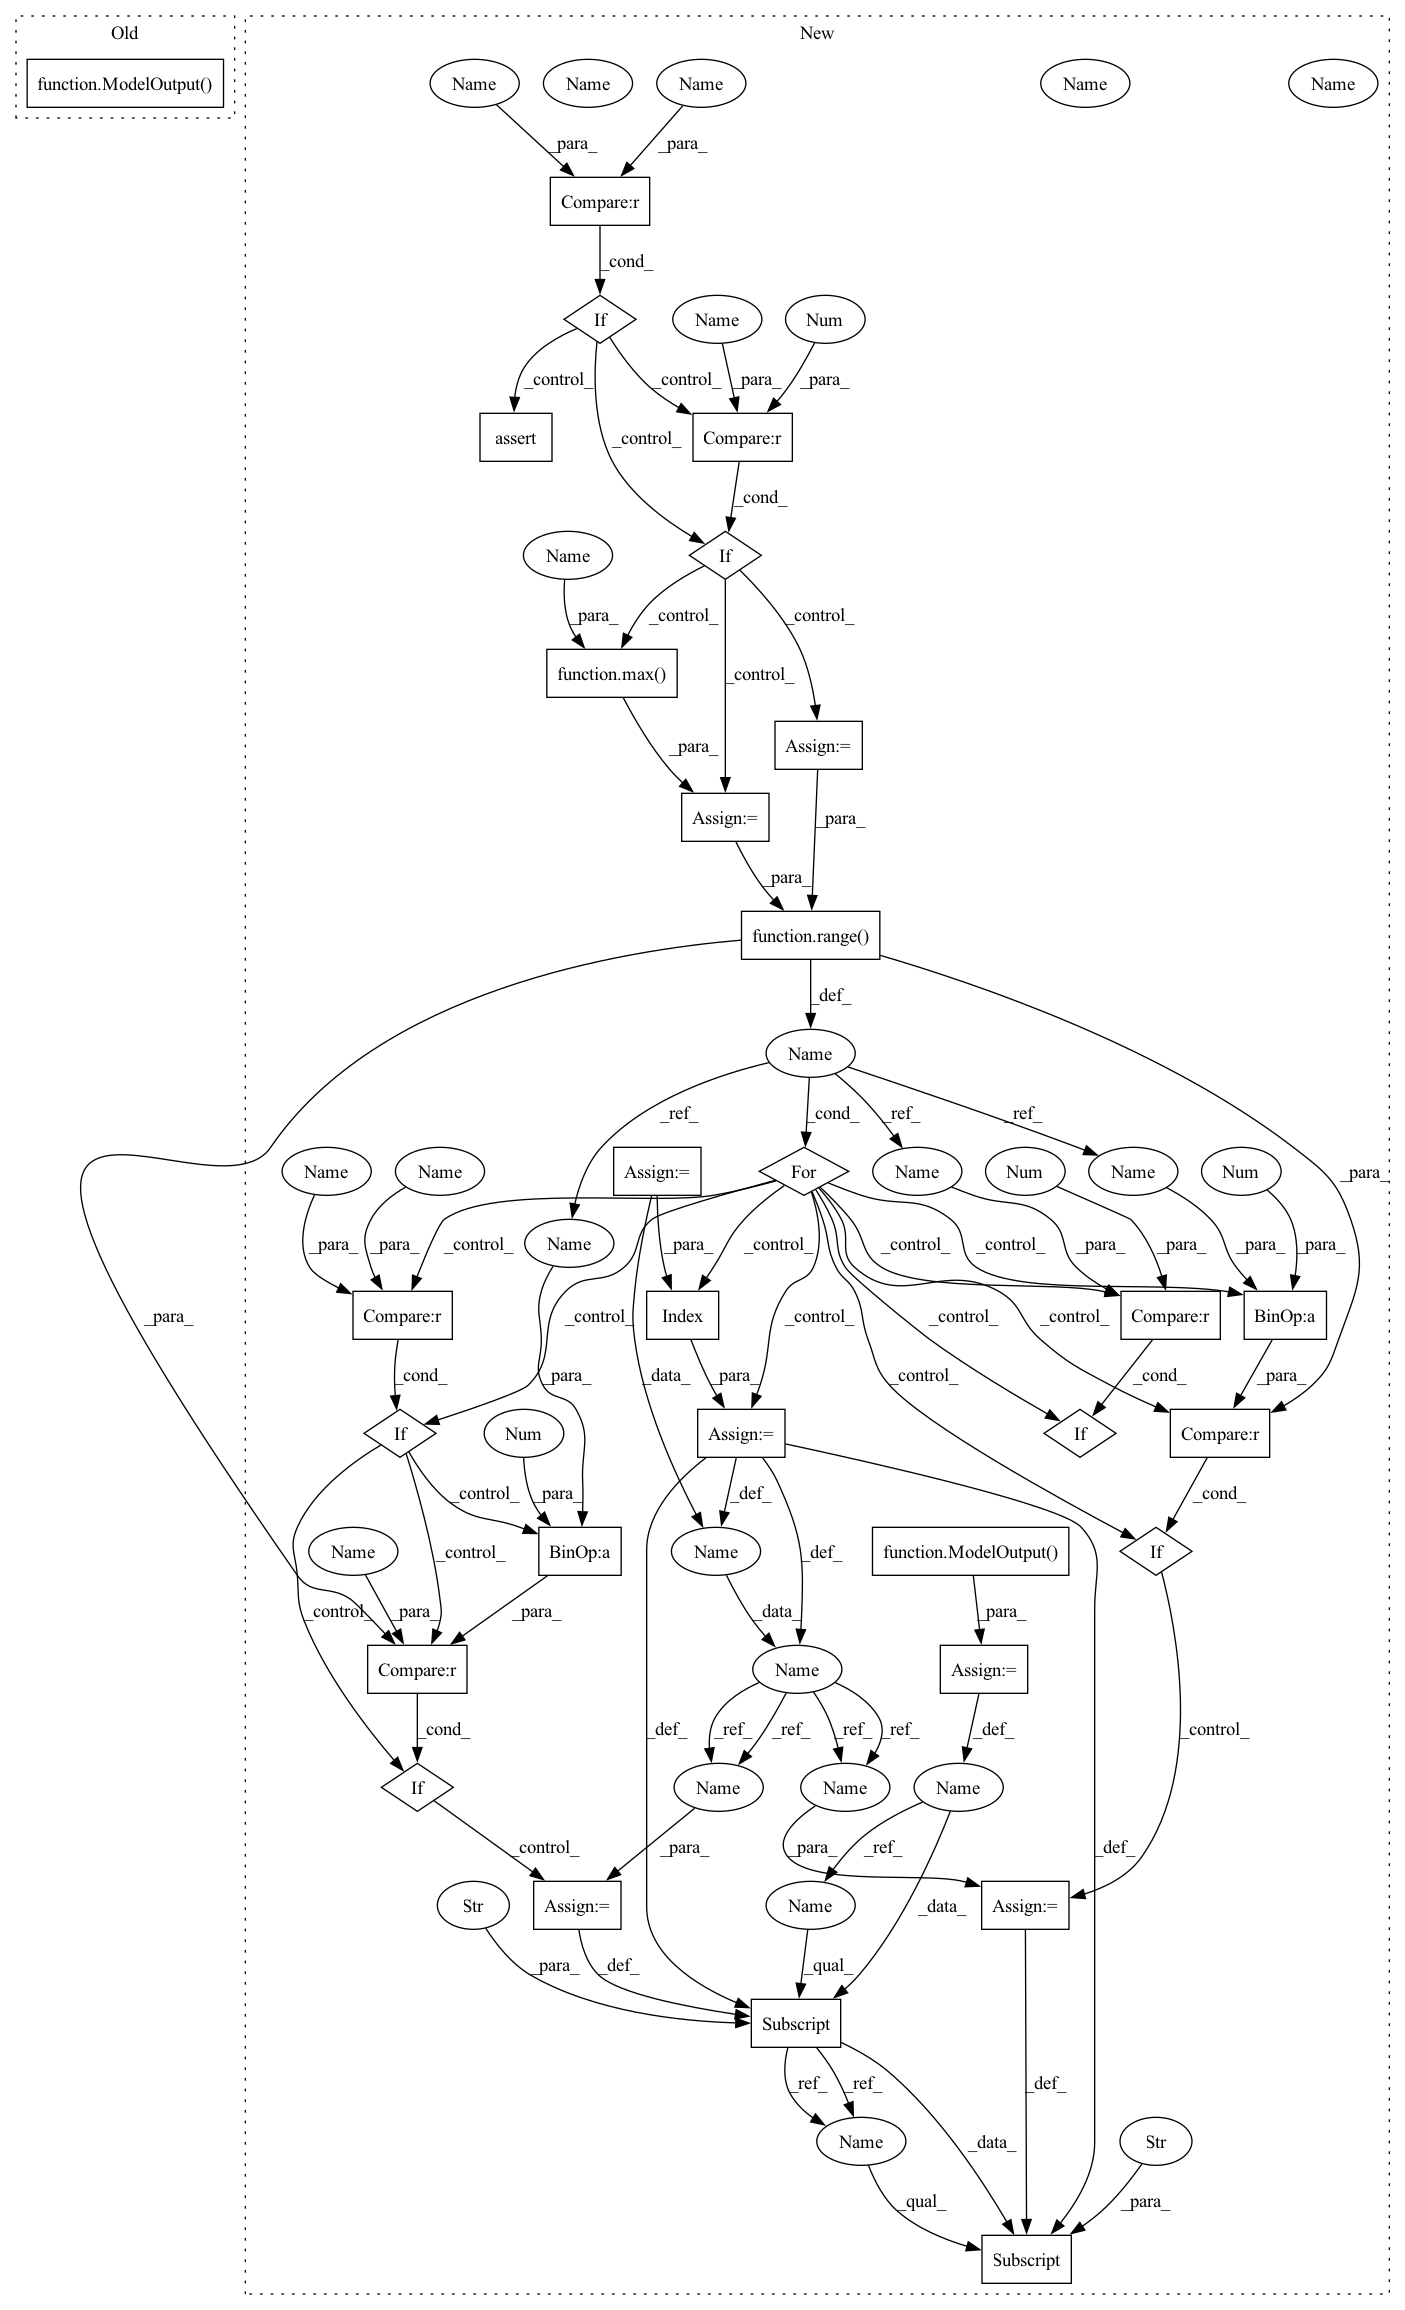 Old New
function.ModelOutput() Name Name Name Name Name
_para_ _para_
Compare:r
_cond_
If Name Num
_control_ _control_ _para_ _para_
assert _control_ Compare:r
_cond_
Name If
_para_ _control_ _control_
function.max() _control_
_para_ Assign:=
Assign:= _para_
_para_
function.range()
_def_
Name
_ref_ _cond_ _ref_ _ref_
Name Name Assign:= For Name Num Name Num _para_
_para_ _para_ _control_ Name _para_ _control_ _control_ _control_ _para_ _para_ _para_ _para_
_para_ Compare:r _control_ Index _control_ _control_ _control_ Compare:r BinOp:a
_cond_ _para_ _data_ _para_ _control_ _cond_ _para_
If Num Assign:= If Compare:r
_control_ _para_ _def_ _cond_
Name BinOp:a Name _def_ function.ModelOutput() If
_control_ _para_ _control_ _para_ _data_ _para_
Compare:r Name Assign:=
_cond_ _def_ _ref_ _ref_ _ref_ _ref_ _def_ _control_
If Name Name Name
_control_ _para_ _para_ _ref_ _def_
Str Assign:= Name Assign:=
_para_ _def_ _qual_ _data_
Subscript
_ref_ _ref_ _def_
Name _data_ Str
_qual_ _para_
Subscript